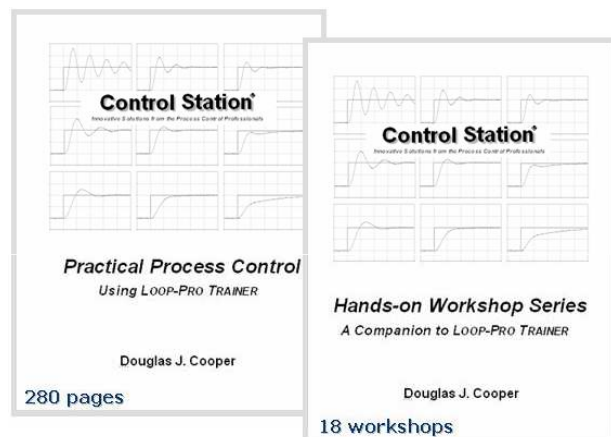 Control Station
Innovative Solutions from the Process Control Professionals
Practical Process Control
Using LOOP-PRO TRAINER
Douglas J. Cooper
280 pages
Control Station
Innovative Solutions from the Process Control Professionals
Hands-on Workshop Series
A Companion to LOOP-PRO TRAINER
Douglas J. Cooper
18 workshops